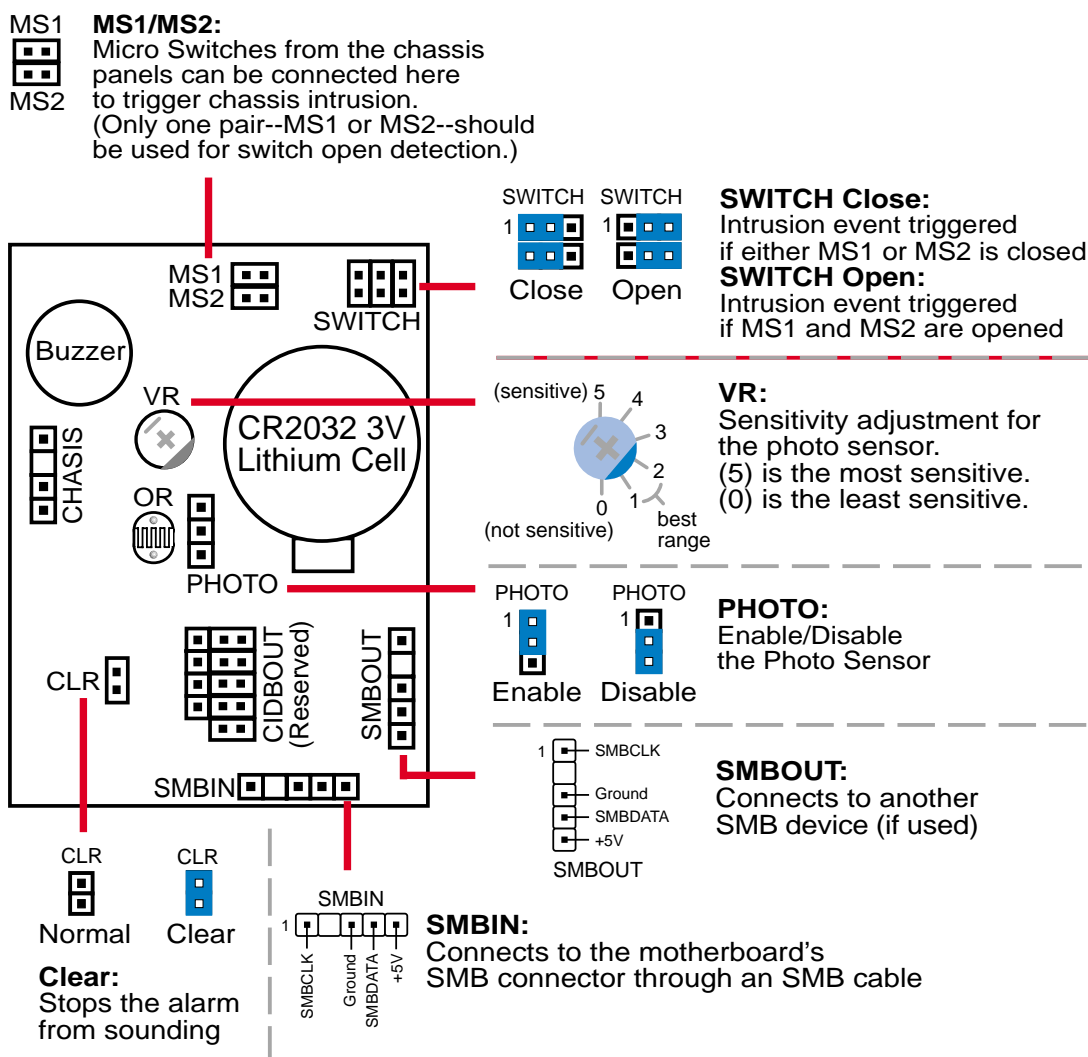 MS1
MS2
MS1/MS2:
Micro Switches from the chassis
panels can be connected here
to trigger chassis intrusion.
(Only one pair--MS1 or MS2--should
be used for switch open detection.)
MS1
MS2
SWITCH
Buzzer
VR
CR2032 3V
Lithium Cell
CHASIS
OR
PHOTO
CLR
CIDBOUT
(Reserved)
SMBOUT
SMBIN
SWITCH SWITCH
1 1
Close Open
SWITCH Close:
Intrusion event triggered
if either MS1 or MS2 is closed
SWITCH Open:
Intrusion event triggered
if MS1 and MS2 are opened
(sensitive) 5 4
3
2
1
0
(not sensitive)
best
range
VR:
Sensitivity adjustment for
the photo sensor.
(5) is the most sensitive.
(0) is the least sensitive.
PHOTO PHOTO
1 1
Enable Disable
PHOTO:
Enable/Disable
the Photo Sensor
1 SMBCLK
Ground
SMBDATA
+5V
SMBOUT
SMBOUT:
Connects to another
SMB device (if used)
CLR CLR
Normal Clear
Clear:
Stops the alarm
from sounding
SMBIN
1
SMBCLK
Ground
SMBDATA
+5V
SMBIN:
Connects to the motherboard's
SMB connector through an SMB cable